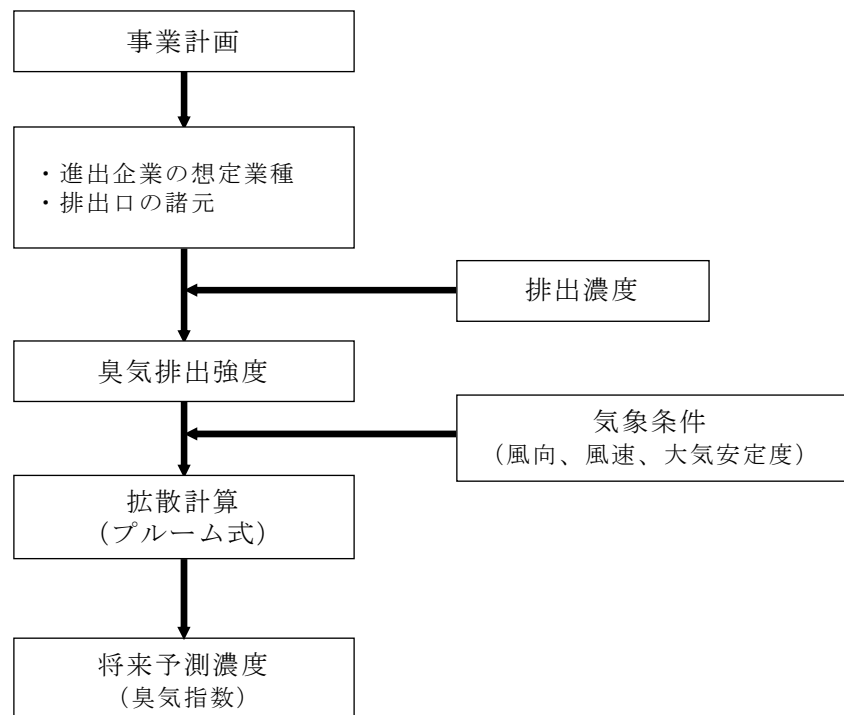 事業計画
・進出企業の想定業種
・排出口の諸元
排出濃度
臭気排出強度
気象条件
（風向、風速、大気安定度）
拡散計算
（プルーム式）
将来予測濃度
（臭気指数）